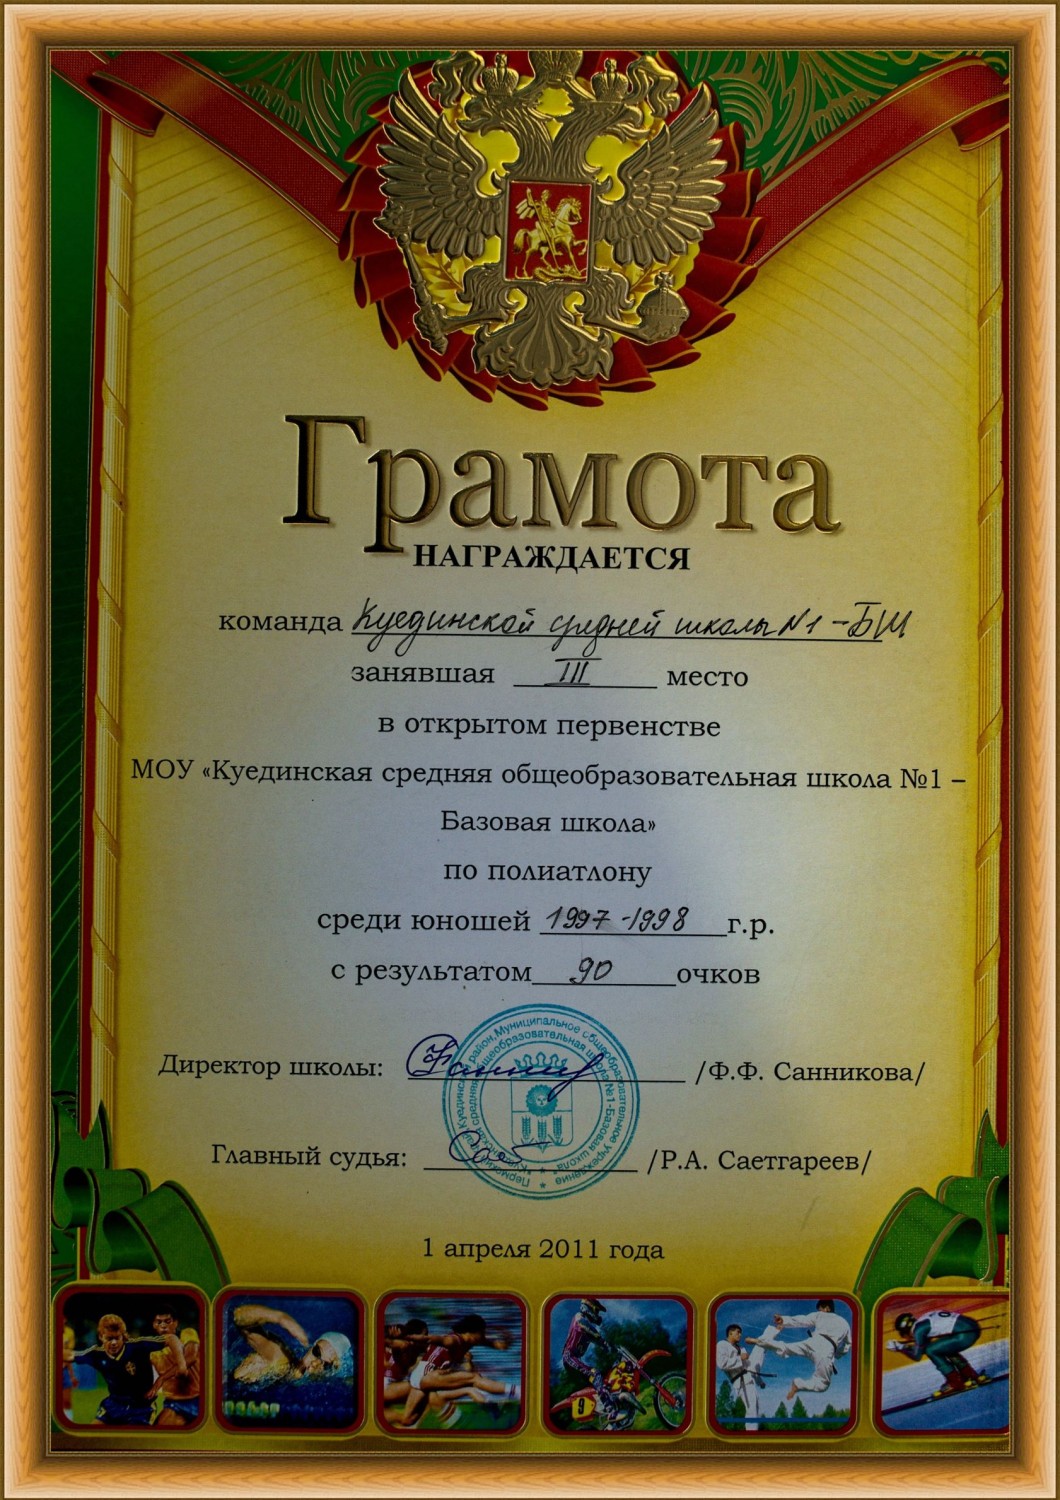 Грамота
НАГРАЖДАЕТСЯ
команда Куединской средней школы N1-БШ
занявшая III место
в открытом первенстве
МОУ «Куединская средняя общеобразовательная школа №1 –
Базовая школа»
по полиатлону
среди юношей 1997-1998 г.р.
с результатом 90 очков
Директор школы: /Ф.Ф. Санникова/
Главный судья: /Р.А. Саетгареев/
1 апреля 2011 года
9